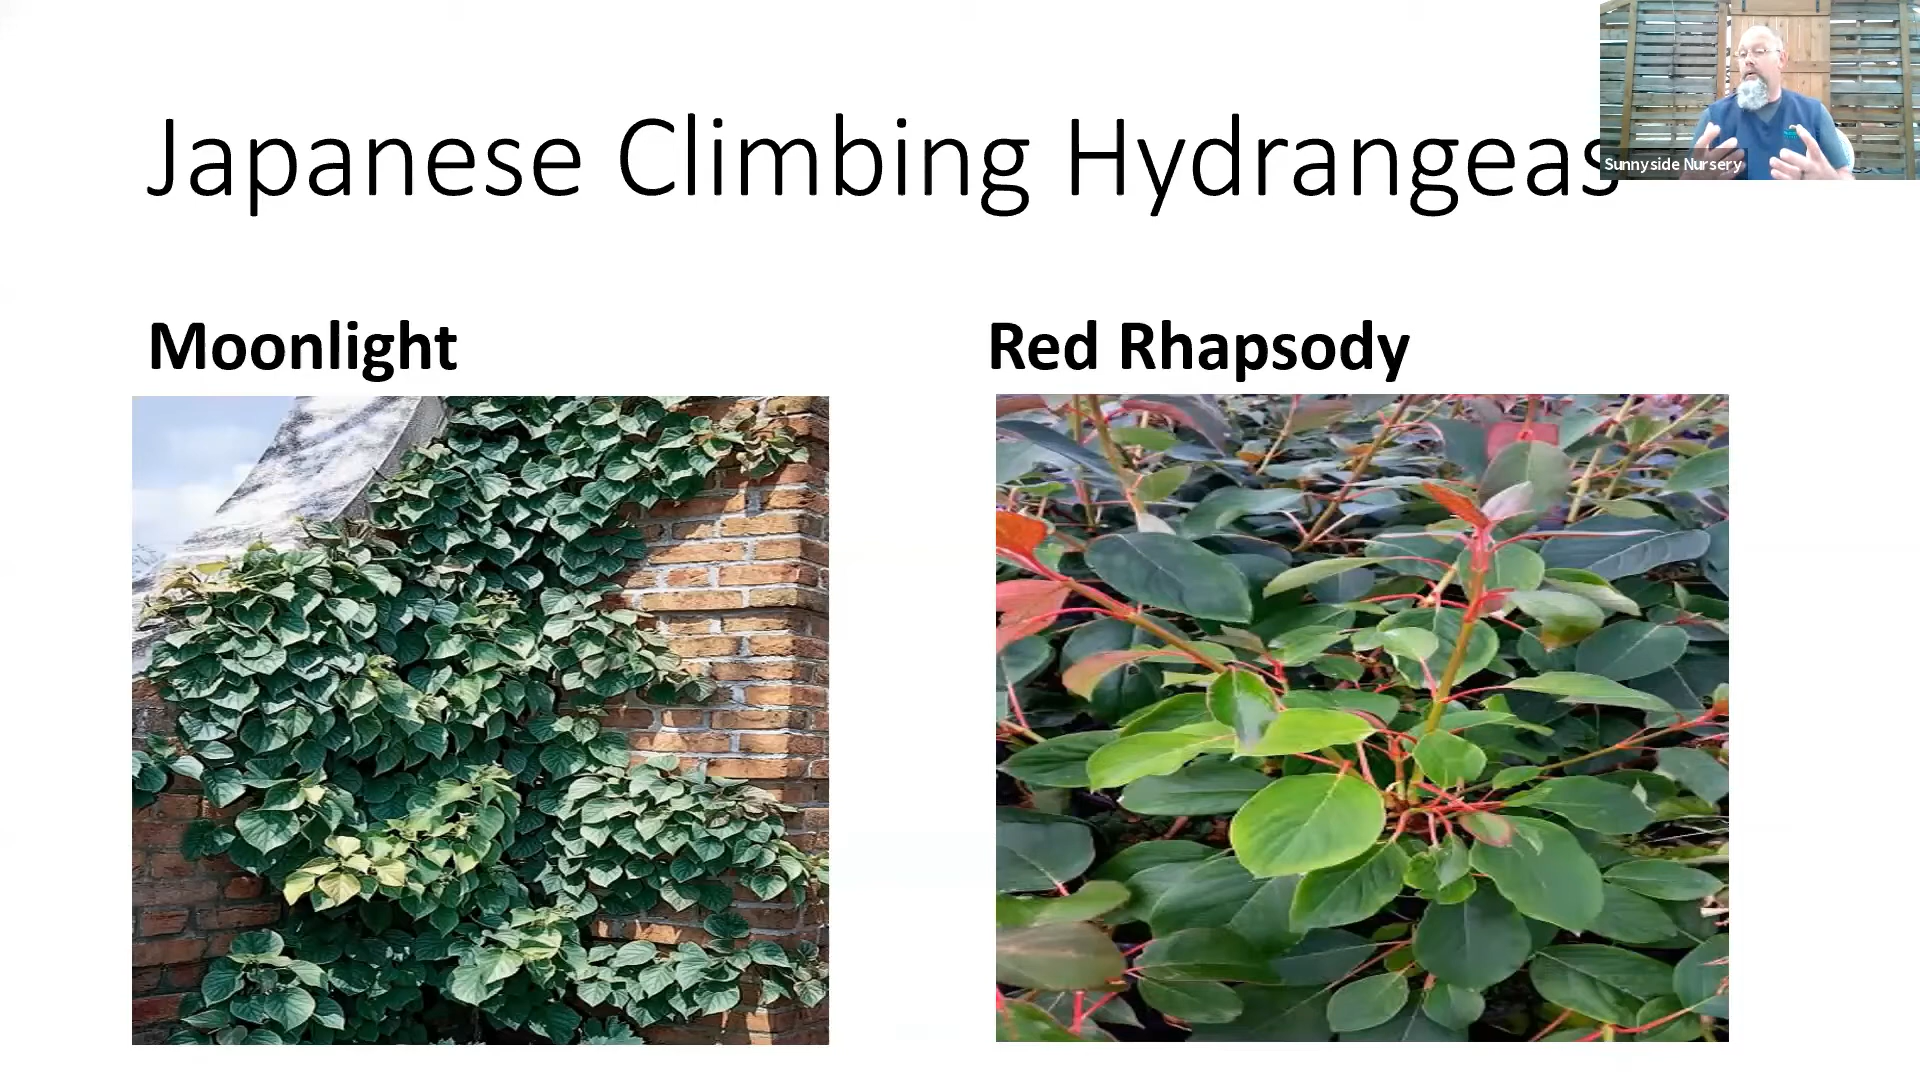 Japanese Climbing Hydrangeas
Sunnyside Nursery
Moonlight
Red Rhapsody